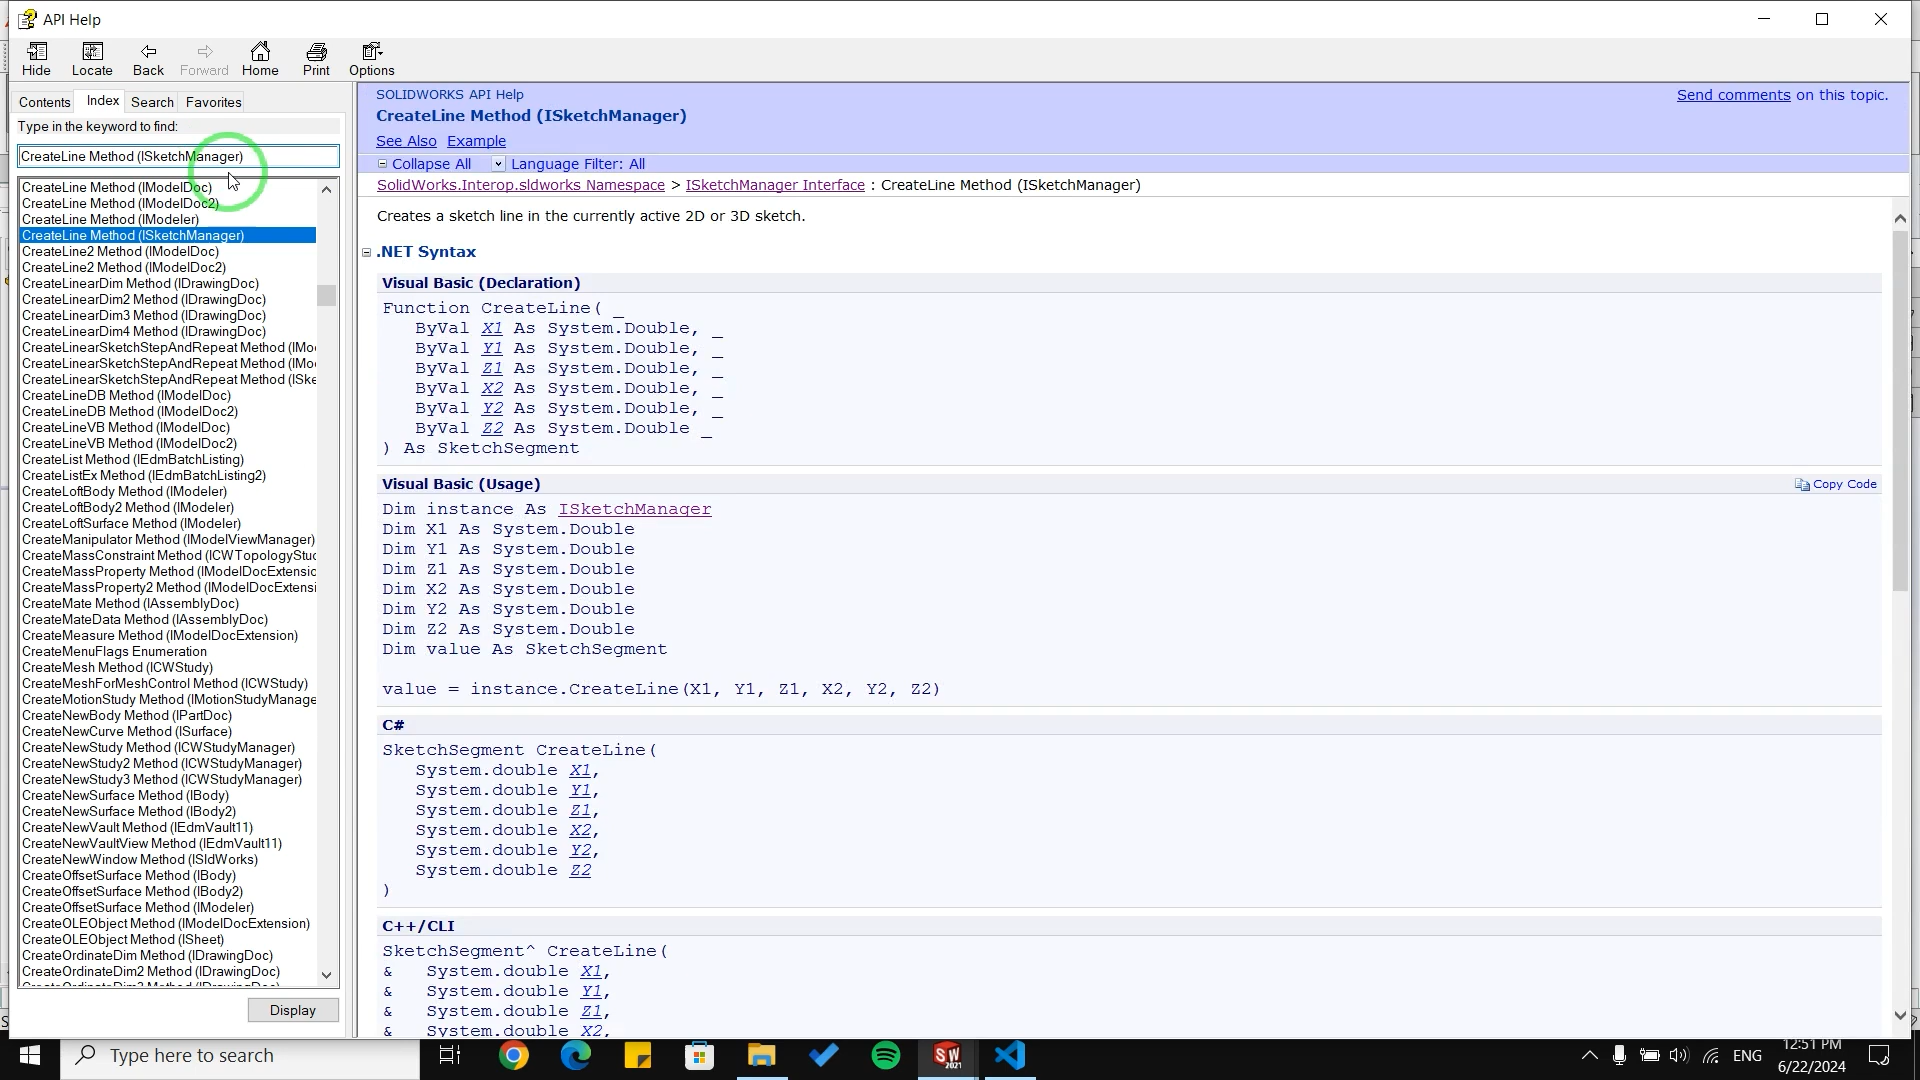 API Help
Hide Locate Back Forward Home Print Options
Contents Index Search Favorites
Type in the keyword to find:
CreateLine Method (ISketchManager)
CreateLine Method (IModelDoc)
CreateLine Method (IModelDoc2)
CreateLine Method (IModeler)
CreateLine Method (ISketchManager)
CreateLine2 Method (IModelDoc)
CreateLine2 Method (IModelDoc2)
CreateLinearDim Method (IDrawingDoc)
CreateLinearDim2 Method (IDrawingDoc)
CreateLinearDim3 Method (IDrawingDoc)
CreateLinearDim4 Method (IDrawingDoc)
CreateLinearSketchStepAndRepeat Method (IMo
CreateLinearSketchStepAndRepeat Method (IMo
CreateLinearSketchStepAndRepeat Method (ISke
CreateLineDB Method (IModelDoc)
CreateLineDB Method (IModelDoc2)
CreateLineVB Method (IModelDoc)
CreateLineVB Method (IModelDoc2)
CreateList Method (IEdmBatchListing)
CreateListEx Method (IEdmBatchListing2)
CreateLoftBody Method (IModeler)
CreateLoftBody2 Method (IModeler)
CreateLoftSurface Method (IModeler)
CreateManipulator Method (IModelViewManager)
CreateMassConstraint Method (ICWTopologyStuc
CreateMassProperty Method (IModelDocExtensic
CreateMassProperty2 Method (IModelDocExtensi
CreateMate Method (IAssemblyDoc)
CreateMateData Method (IAssemblyDoc)
CreateMeasure Method (IModelDocExtension)
CreateMenuFlags Enumeration
CreateMesh Method (ICWStudy)
CreateMeshForMeshControl Method (ICWStudy)
CreateMotionStudy Method (IMotionStudyManage
CreateNewBody Method (IPartDoc)
CreateNewCurve Method (ISurface)
CreateNewStudy Method (ICWStudyManager)
CreateNewStudy2 Method (ICWStudyManager)
CreateNewStudy3 Method (ICWStudyManager)
CreateNewSurface Method (IBody)
CreateNewSurface Method (IBody2)
CreateNewVault Method (IEdmVault11)
CreateNewVaultView Method (IEdmVault11)
CreateNewWindow Method (ISldWorks)
CreateOffsetSurface Method (IBody)
CreateOffsetSurface Method (IBody2)
CreateOffsetSurface Method (IModeler)
CreateOLEObject Method (IModelDocExtension)
CreateOLEObject Method (ISheet)
CreateOrdinateDim Method (IDrawingDoc)
CreateOrdinateDim2 Method (IDrawingDoc)
Display
SOLIDWORKS API Help
CreateLine Method (ISketchManager)
Send comments on this topic.
See Also Example
Collapse All Language Filter: All
SolidWorks.Interop.sldworks Namespace > ISketchManager Interface : CreateLine Method (ISketchManager)
Creates a sketch line in the currently active 2D or 3D sketch.
.NET Syntax
Visual Basic (Declaration)
Function CreateLine( _
ByVal X1 As System.Double, _
ByVal Y1 As System.Double, _
ByVal Z1 As System.Double, _
ByVal X2 As System.Double, _
ByVal Y2 As System.Double, _
ByVal Z2 As System.Double _
) As SketchSegment
Visual Basic (Usage)
Copy Code
Dim instance As ISketchManager
Dim X1 As System.Double
Dim Y1 As System.Double
Dim Z1 As System.Double
Dim X2 As System.Double
Dim Y2 As System.Double
Dim Z2 As System.Double
Dim value As SketchSegment
value = instance.CreateLine(X1, Y1, Z1, X2, Y2, Z2)
C#
SketchSegment CreateLine(
System.double X1,
System.double Y1,
System.double Z1,
System.double X2,
System.double Y2,
System.double Z2
)
C++/CLI
SketchSegment^ CreateLine(
& System.double X1,
& System.double Y1,
& System.double Z1,
& System.double X2,
Type here to search
SW 2021
ENG
12:51 PM
6/22/2024